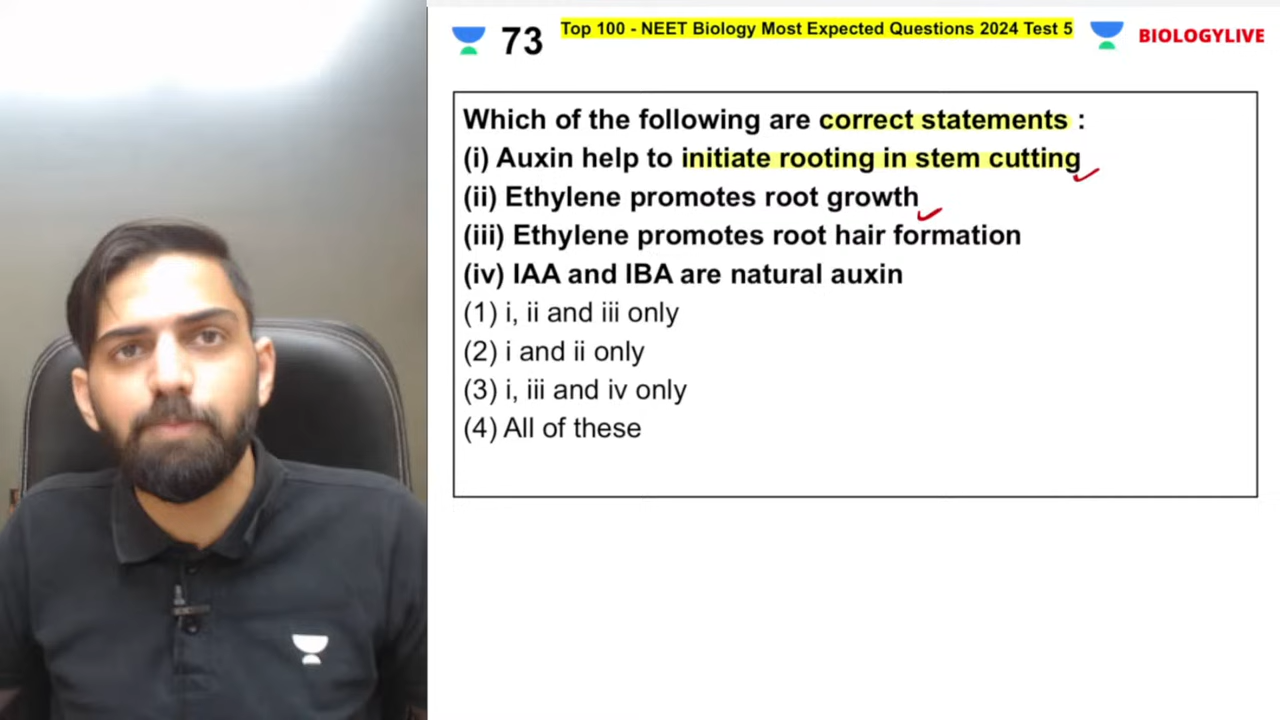 73
Top 100 - NEET Biology Most Expected Questions 2024 Test 5
BIOLOGYLIVE
Which of the following are correct statements :
(i) Auxin help to initiate rooting in stem cutting
(ii) Ethylene promotes root growth
(iii) Ethylene promotes root hair formation
(iv) IAA and IBA are natural auxin
(1) i, ii and iii only
(2) i and ii only
(3) i, iii and iv only
(4) All of these